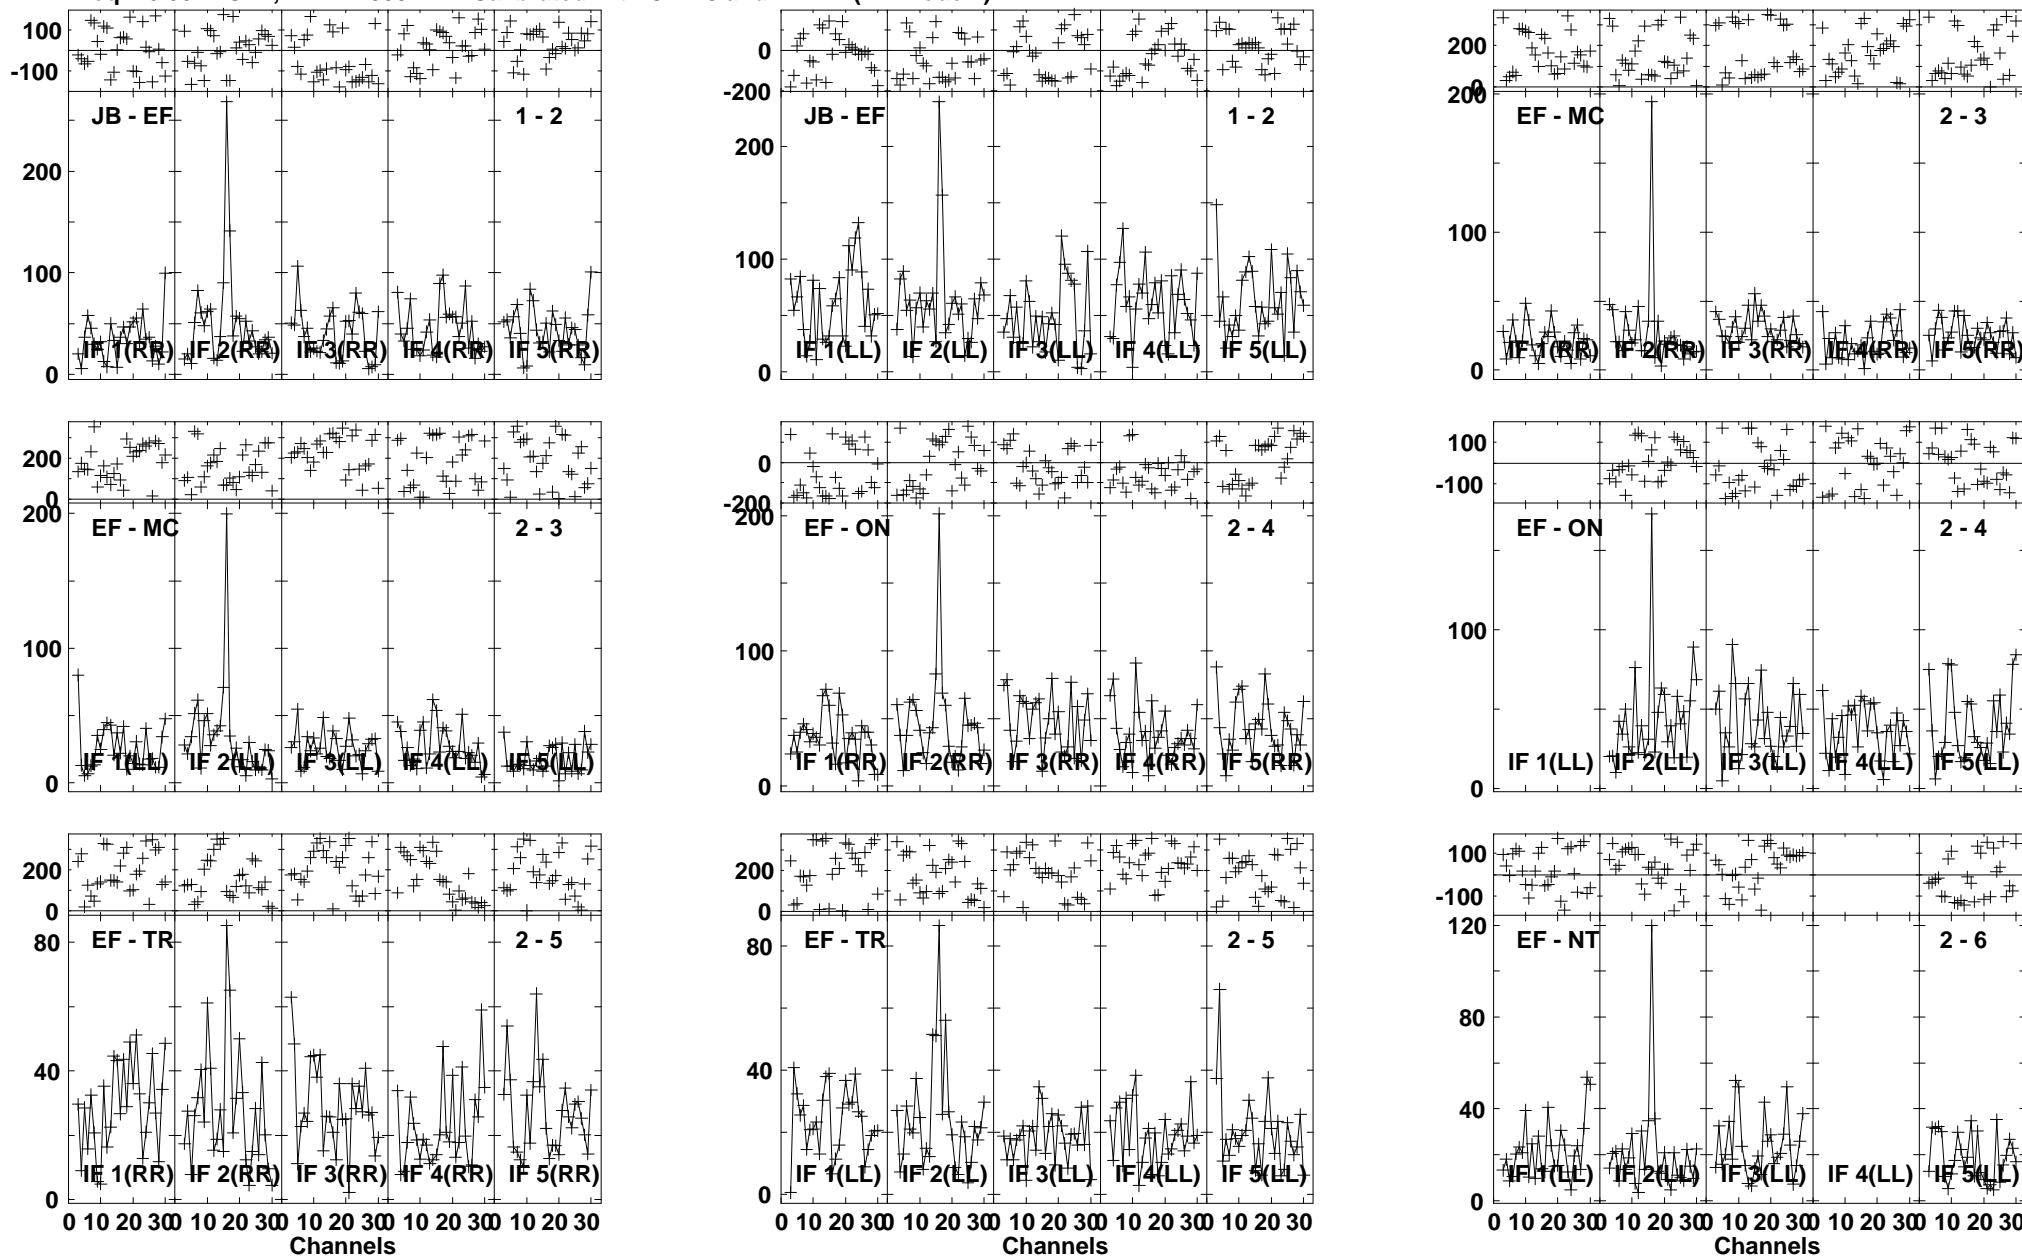 100
-100
JB - EF 1 - 2
200
100
0
IF 1(RR) IF 2(RR) IF 3(RR) IF 4(RR) IF 5(RR)
0
-200
JB - EF 1 - 2
200
100
0
IF 1(LL) IF 2(LL) IF 3(LL) IF 4(LL) IF 5(LL)
200
0
200
EF - MC 2 - 3
100
0
IF 1(RR) IF 2(RR) IF 3(RR) IF 4(RR) IF 5(RR)
200
0
200
EF - MC 2 - 3
100
0
IF 1(LL) IF 2(LL) IF 3(LL) IF 4(LL) IF 5(LL)
0
-200
200
EF - ON 2 - 4
100
0
IF 1(RR) IF 2(RR) IF 3(RR) IF 4(RR) IF 5(RR)
100
-100
EF - ON 2 - 4
100
0
IF 1(LL) IF 2(LL) IF 3(LL) IF 4(LL) IF 5(LL)
200
0
EF - TR 2 - 5
80
40
0
IF 1(RR) IF 2(RR) IF 3(RR) IF 4(RR) IF 5(RR)
0 10 20 30 0 10 20 30 0 10 20 30 0 10 20 30 0 10 20 30
Channels
200
0
EF - TR 2 - 5
80
40
0
IF 1(LL) IF 2(LL) IF 3(LL) IF 4(LL) IF 5(LL)
0 10 20 30 0 10 20 30 0 10 20 30 0 10 20 30 0 10 20 30
Channels
100
-100
120
EF - NT 2 - 6
80
40
0
IF 1(LL) IF 2(LL) IF 3(LL) IF 4(LL) IF 5(LL)
0 10 20 30 0 10 20 30 0 10 20 30 0 10 20 30 0 10 20 30
Channels